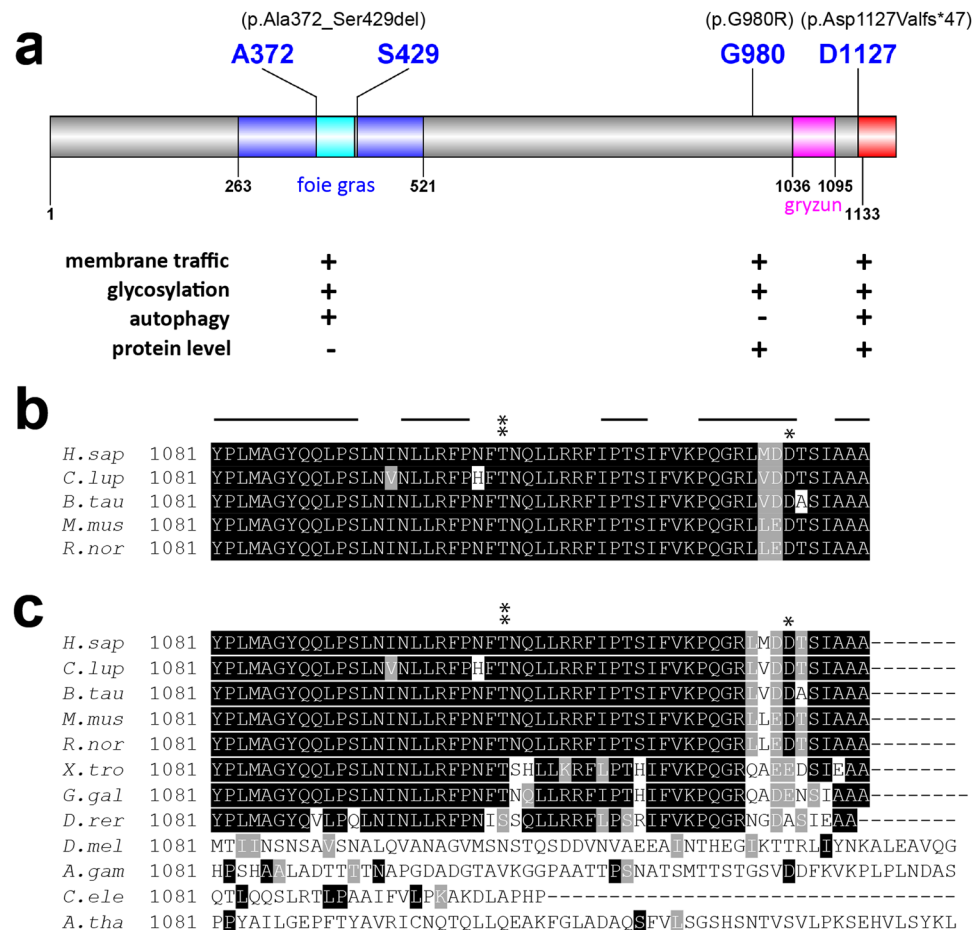 (p.Ala372_Ser429del) (p.G980R) (p.Asp1127Valfs*47)
a
A372 S429 G980 D1127
263 foie gras 521 1036 1095
gryzun
1 1133
membrane traffic + + +
glycosylation + + +
autophagy + - +
protein level - + +
b
*
* *
H.sap 1081 YPLMAGYQQLPSLNINLLRFPNFTNQLLRRFIPTSIFVKPQGRLMDDTSIAAA
C.lup 1081 YPLMAGYQQLPSLNVNLLRFPHFTNQLLRRFIPTSIFVKPQGRLVDDTSIAAA
B.tau 1081 YPLMAGYQQLPSLNINLLRFPNFTNQLLRRFIPTSIFVKPQGRLVDDASIAAA
M.mus 1081 YPLMAGYQQLPSLNINLLRFPNFTNQLLRRFIPTSIFVKPQGRLLEDTSIAAA
R.nor 1081 YPLMAGYQQLPSLNINLLRFPNFTNQLLRRFIPTSIFVKPQGRLLEDTSIAAA
c
*
* *
H.sap 1081 YPLMAGYQQLPSLNINLLRFPNFTNQLLRRFIPTSIFVKPQGRLMDDTSIAAA-------
C.lup 1081 YPLMAGYQQLPSLNVNLLRFPHFTNQLLRRFIPTSIFVKPQGRLVDDTSIAAA-------
B.tau 1081 YPLMAGYQQLPSLNINLLRFPNFTNQLLRRFIPTSIFVKPQGRLVDDASIAAA-------
M.mus 1081 YPLMAGYQQLPSLNINLLRFPNFTNQLLRRFIPTSIFVKPQGRLLEDTSIAAA-------
R.nor 1081 YPLMAGYQQLPSLNINLLRFPNFTNQLLRRFIPTSIFVKPQGRLLEDTSIAAA-------
X.tro 1081 YPLMAGYQQLPSLNINLLRFPNFTSHLLKRFLPTHIFVKPQGRQAEEDSIEAA-------
G.gal 1081 YPLMAGYQQLPSLNINLLRFPNFTNQLLRRFIPTHIFVKPQGRQADENSIAAA--------
D.rer 1081 YPLMAGYQVLPQLNINLLRFPNISSQLLRRFLPSRIFVKPQGRNGDASIEAA--------
D.mel 1081 MTIINSNSAVSNALQVANAGVMSNSTQSDDVNVAEEAINTHEGIKTTRLIYNKALEAVQG
A.gam 1081 HPSHAALADTTTTNAPGDADGTAVKGGPAATTPSNATSMTTSTGSVDDFKVKPLPLNDAS
C.ele 1081 QTLQQSLRTLPAAIFVLPKAKDLAPHP---------------------------------
A.tha 1081 PPYAILGEPFTYAVRICNQTQLLQEAKFGLADAQSFVLSGSHSNTVSVLPKSEHVLSYKL